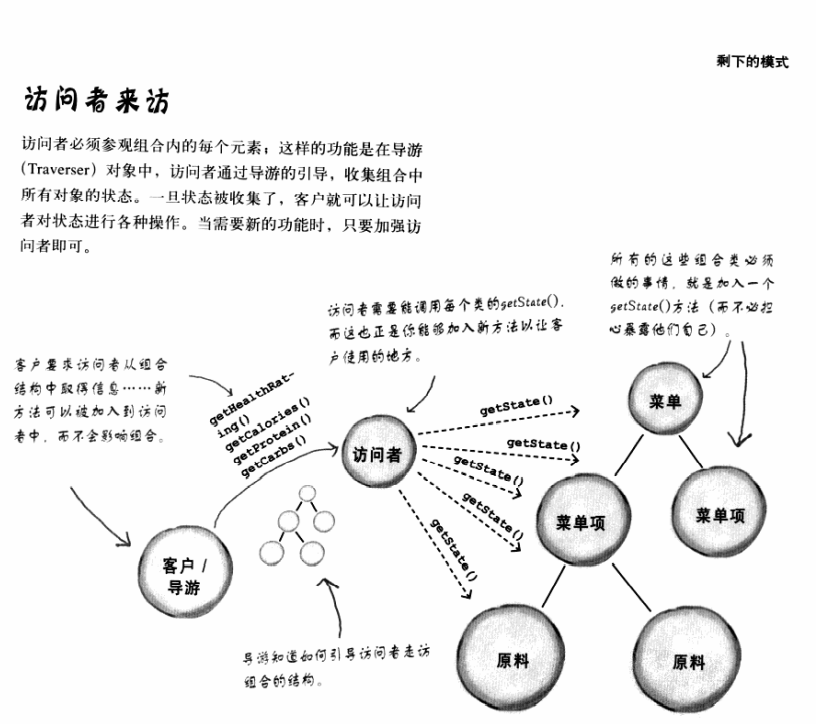 剩下的模式
访问者来访
访问者必须参观组合内的每个元素；这样的功能是在导游
（Traverser）对象中，访问者通过导游的引导，收集组合中
所有对象的状态。一旦状态被收集了，客户就可以让访问
者对状态进行各种操作。当需要新的功能时，只要加强访
问者即可。
所有的这些组合类必须
做的事情，就是加入一个
getState()方法（而不必担
心暴露他们自己）。
访问者需要能调用每个类的getState()，
而这也正是你能够加入新方法以让客
户使用的地方。
客户要求访问者从组合
结构中取得信息……新
方法可以被加入到访问
者中，而不会影响组合。
getHealthRat-
ing()
getCalories()
getProtein()
getCarbs()
访问者
getState()
getState()
getState()
getState()
getState()
菜单
菜单项
菜单项
客户 /
导游
原料
原料
导游知道如何引导访问者走访
组合的结构。